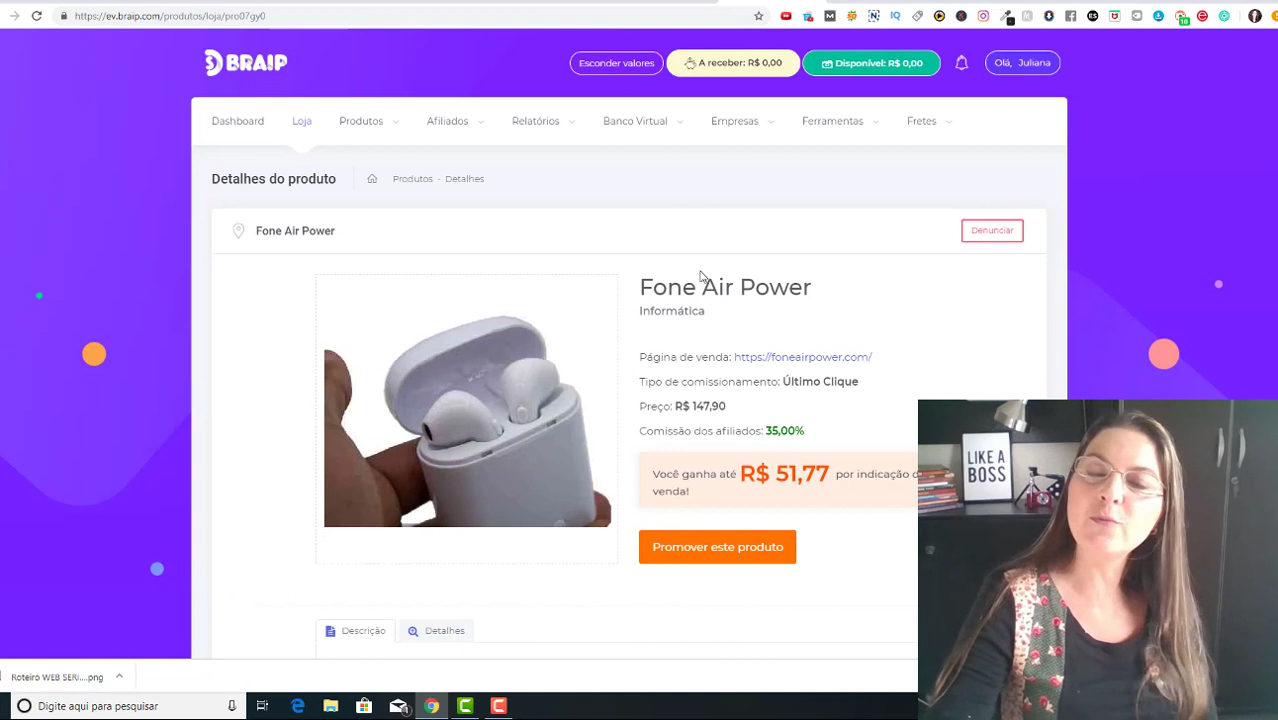 https://ev.braip.com/produtos/loja/pro07gy0
BRAIP
Esconder valores
A receber: R$ 0,00
Disponível: R$ 0,00
Olá, Juliana
Dashboard
Loja
Produtos
Afiliados
Relatórios
Banco Virtual
Empresas
Ferramentas
Fretes
Detalhes do produto
Produtos - Detalhes
Fone Air Power
Denunciar
Fone Air Power
Informática
Página de venda: https://foneairpower.com/
Tipo de comissionamento: Último Clique
Preço: R$ 147,90
Comissão dos afiliados: 35,00%
Você ganha até R$ 51,77 por indicação
venda!
Promover este produto
LIKE A
BOSS
Descrição
Detalhes
Roteiro WEB SERI....png
Digite aqui para pesquisar